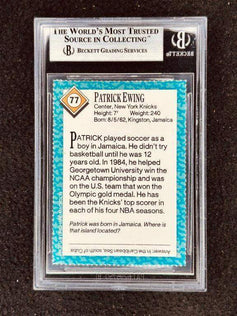 THE WORLD'S MOST TRUSTED
SOURCE IN COLLECTING™
B BECKETT GRADING SERVICES
BECKETT
77
PATRICK EWING
Center, New York Knicks
Height: 7' Weight: 240
Born: 8/5/62, Kingston, Jamaica
PATRICK played soccer as a
boy in Jamaica. He didn't try
basketball until he was 12
years old. In 1984, he helped
Georgetown University win the
NCAA championship and was
on the U.S. team that won the
Olympic gold medal. He has
been the Knicks' top scorer in
each of his four NBA seasons.
Patrick was born in Jamaica. Where is
that island located?
Answer: In the Caribbean Sea, south of Cuba